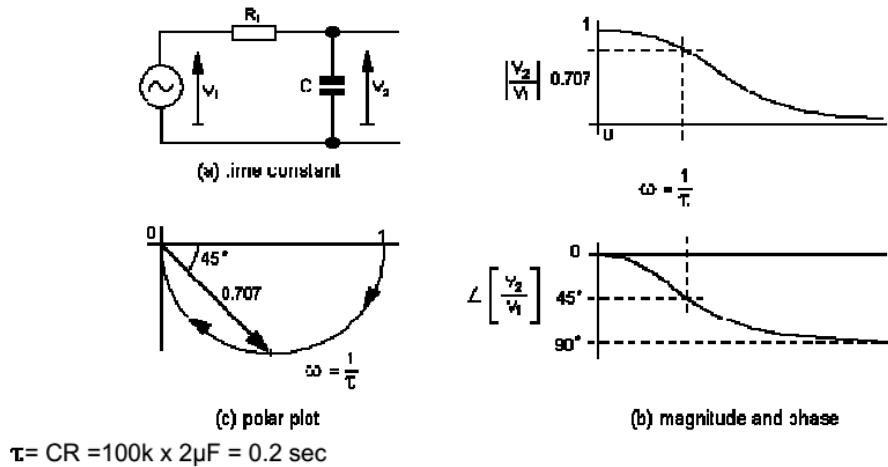 R₁
V₁
C
V₂
(a) time constant
1
|V₂/V₁| 0.707
0
ω = 1/τ
0
1
45°
0.707
ω = 1/τ
(c) polar plot
0
∠ [V₂/V₁] 45°
90°
(b) magnitude and phase
τ= CR =100k x 2µF = 0.2 sec